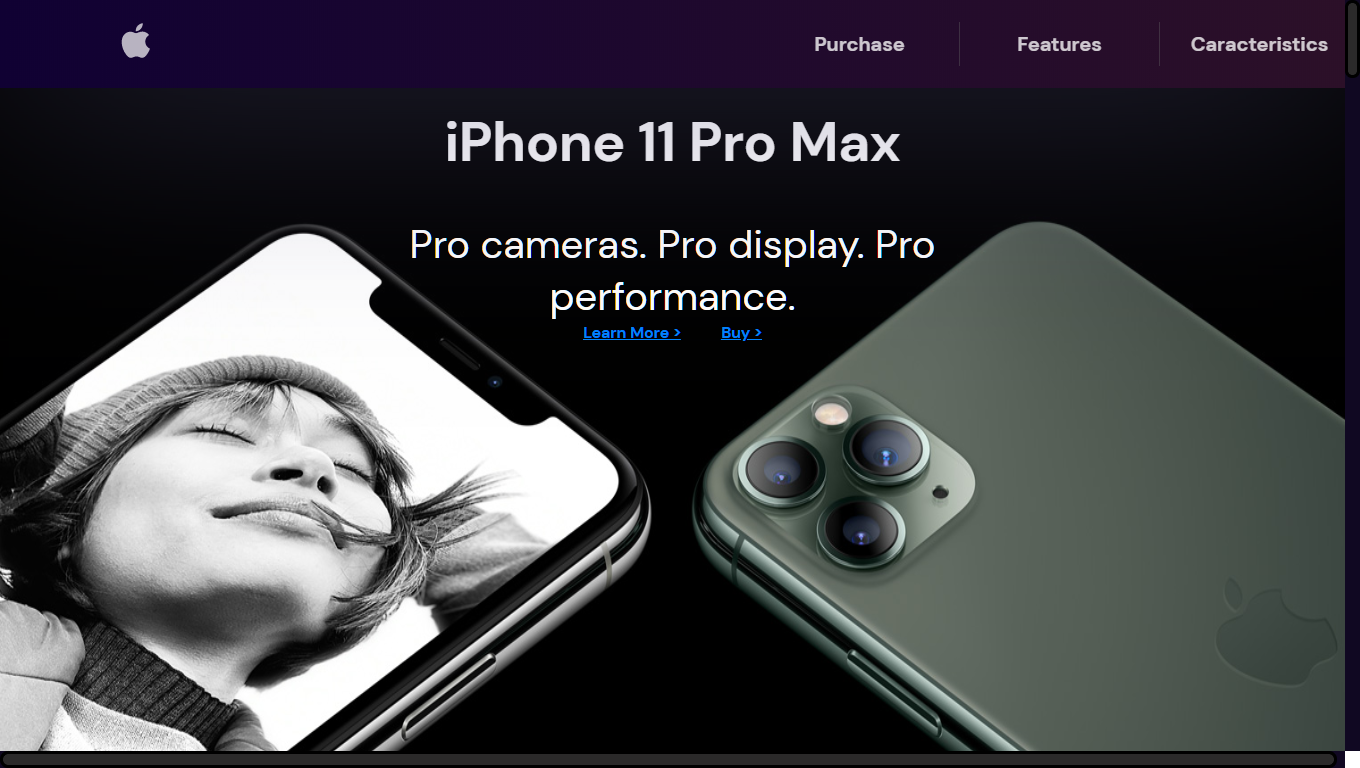 Purchase
Features
Caracteristics
iPhone 11 Pro Max
Pro cameras. Pro display. Pro
performance.
Learn More >
Buy >